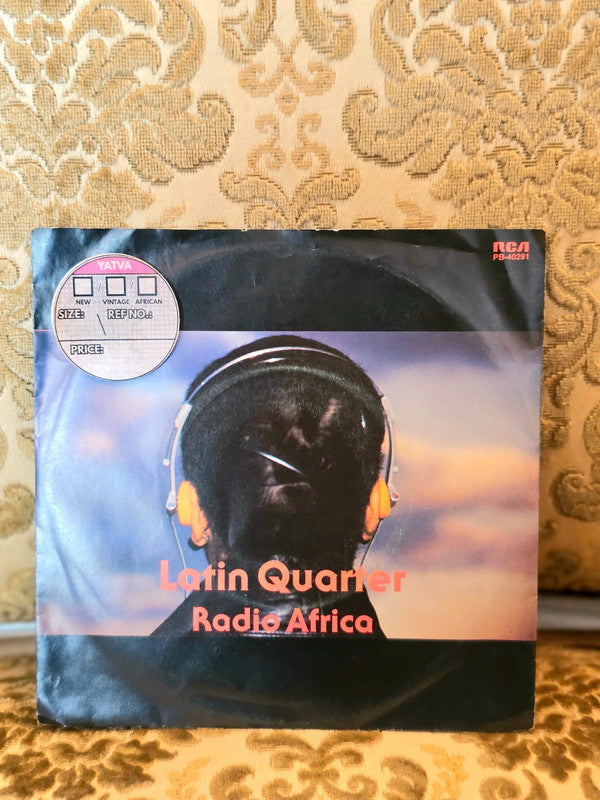 RCA
PB-40291
YATVA
NEW VINTAGE AFRICAN
SIZE: REF NO.:
PRICE:
Latin Quarter
Radio Africa